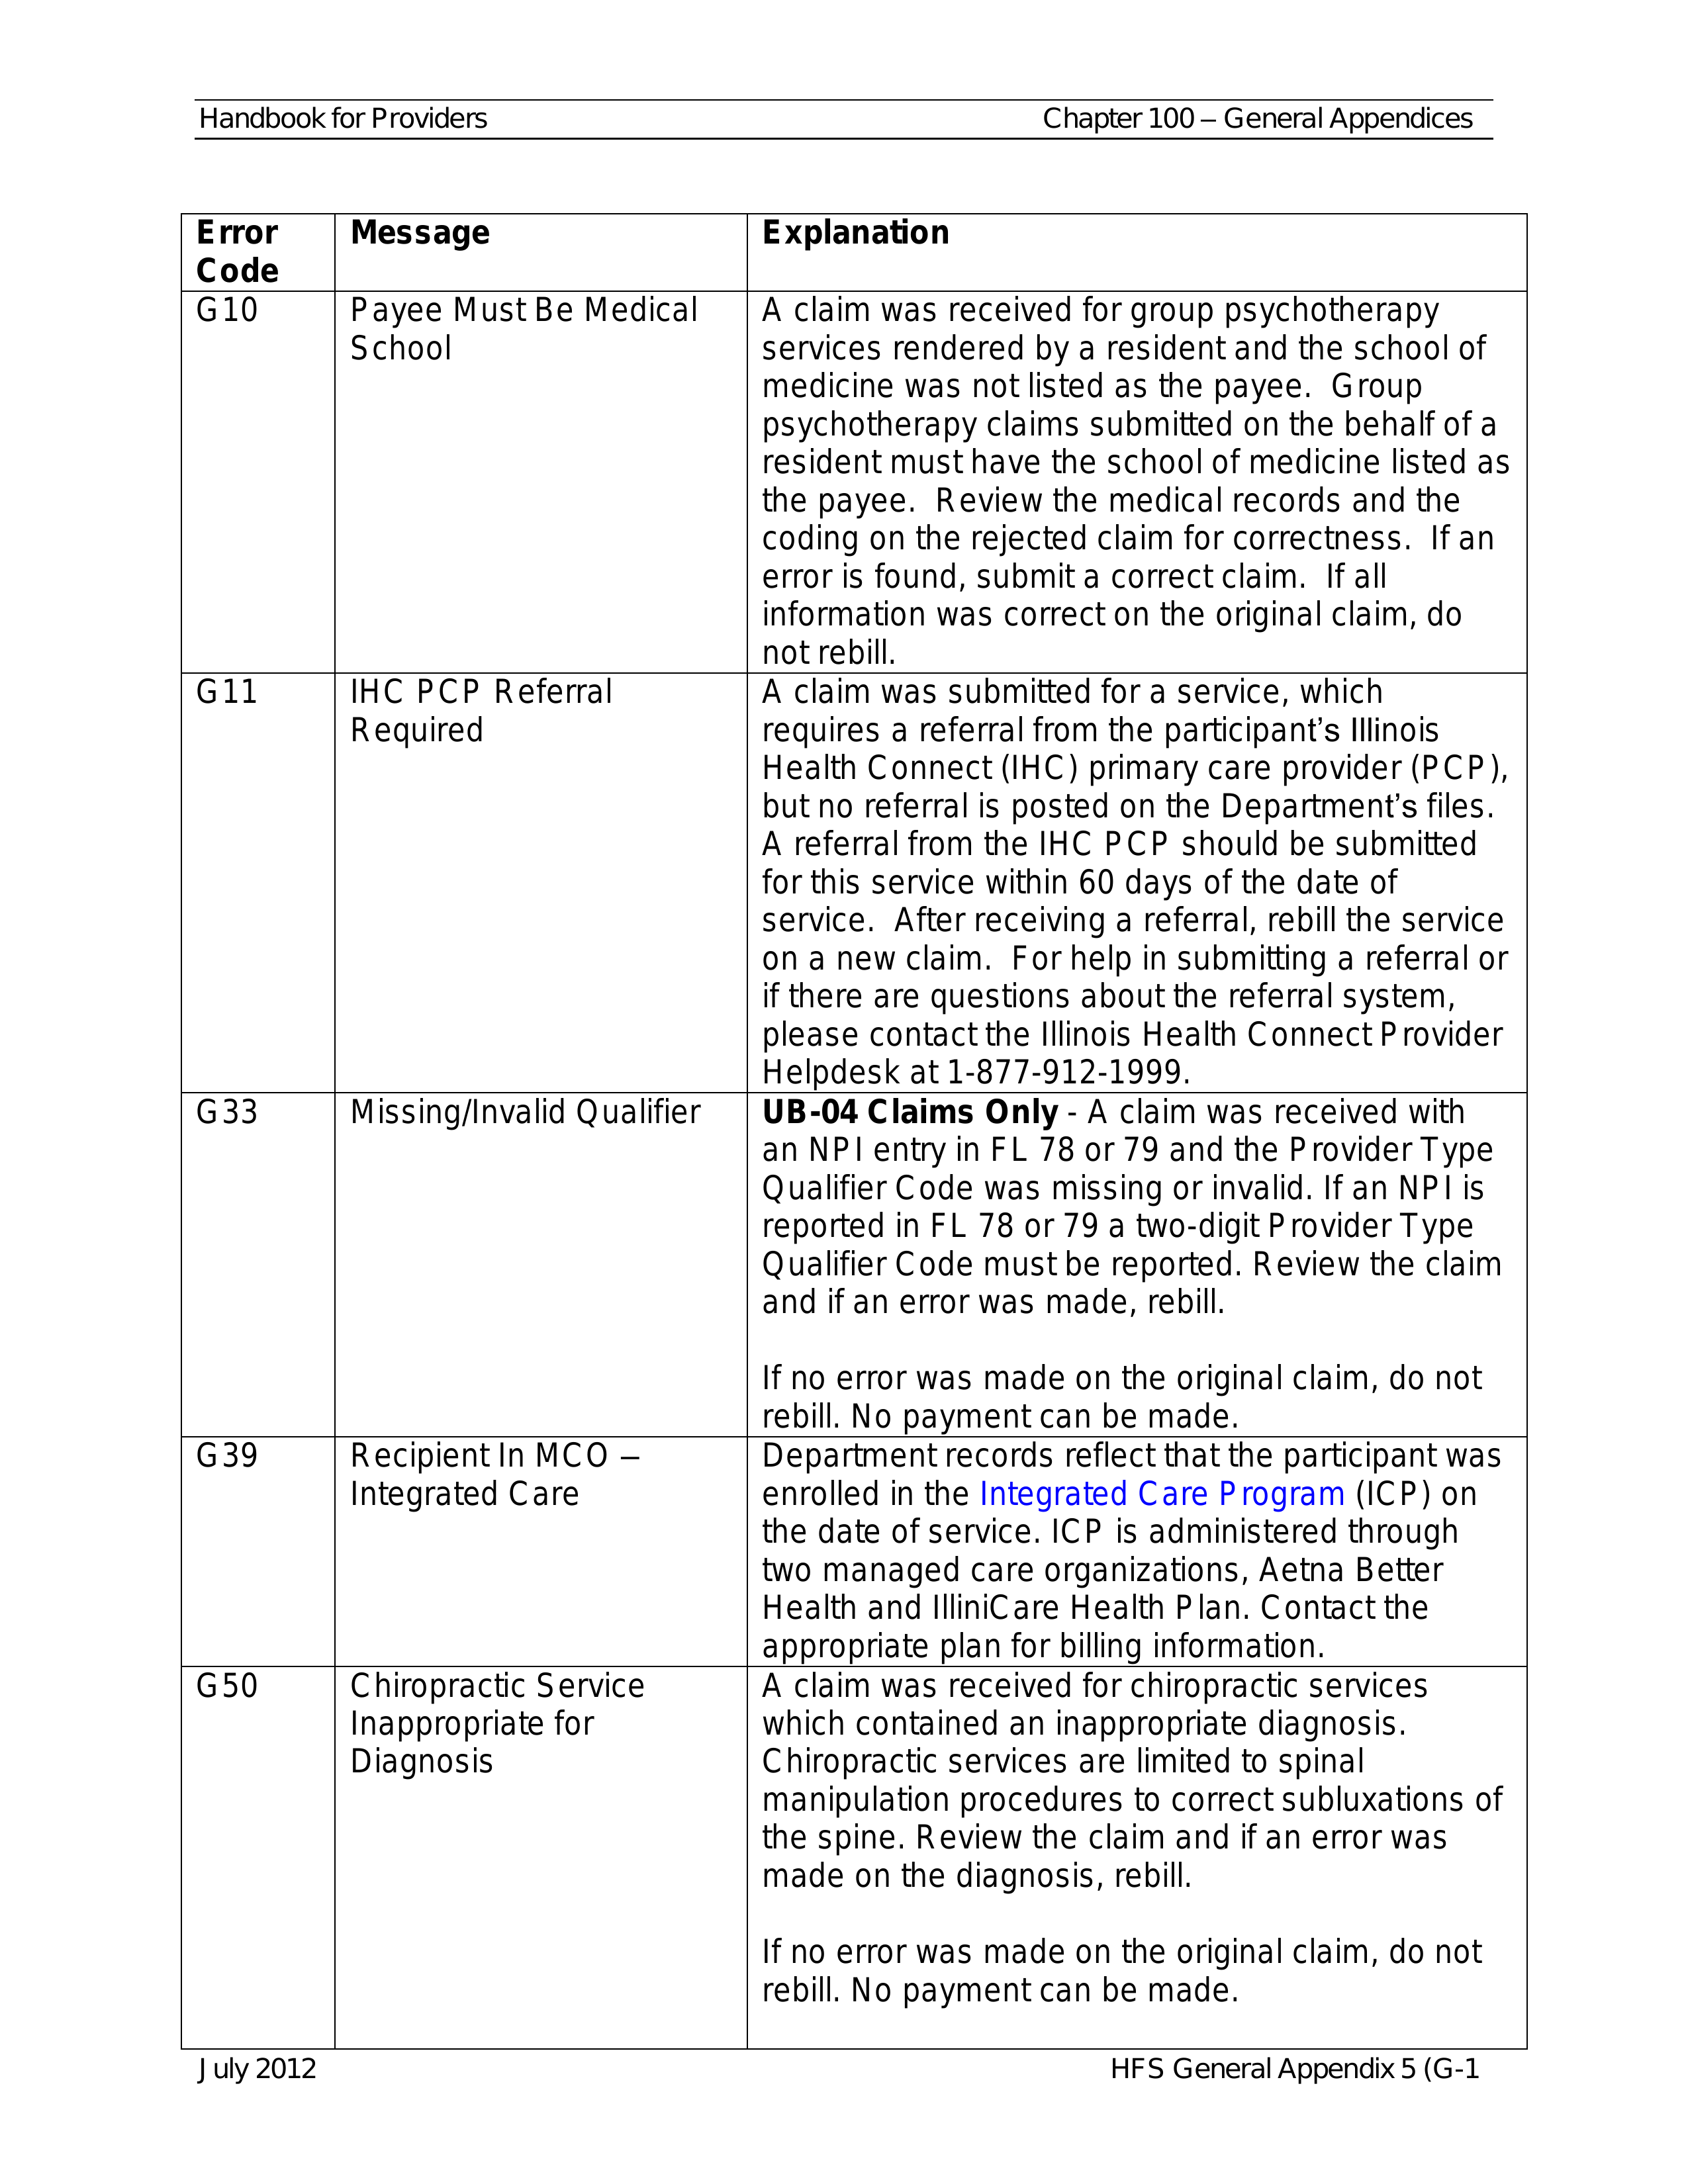 Handbook for Providers
Chapter 100 – General Appendices
Error
Code
Message
Explanation
G10
Payee Must Be Medical
School
A claim was received for group psychotherapy
services rendered by a resident and the school of
medicine was not listed as the payee.  Group
psychotherapy claims submitted on the behalf of a
resident must have the school of medicine listed as
the payee.  Review the medical records and the
coding on the rejected claim for correctness.  If an
error is found, submit a correct claim.  If all
information was correct on the original claim, do
not rebill.
G11
IHC PCP Referral
Required
A claim was submitted for a service, which
requires a referral from the participant’s Illinois
Health Connect (IHC) primary care provider (PCP),
but no referral is posted on the Department’s files.
A referral from the IHC PCP should be submitted
for this service within 60 days of the date of
service.  After receiving a referral, rebill the service
on a new claim.  For help in submitting a referral or
if there are questions about the referral system,
please contact the Illinois Health Connect Provider
Helpdesk at 1-877-912-1999.
G33
Missing/Invalid Qualifier
UB-04 Claims Only - A claim was received with
an NPI entry in FL 78 or 79 and the Provider Type
Qualifier Code was missing or invalid. If an NPI is
reported in FL 78 or 79 a two-digit Provider Type
Qualifier Code must be reported. Review the claim
and if an error was made, rebill.
If no error was made on the original claim, do not
rebill. No payment can be made.
G39
Recipient In MCO –
Integrated Care
Department records reflect that the participant was
enrolled in the Integrated Care Program (ICP) on
the date of service. ICP is administered through
two managed care organizations, Aetna Better
Health and IlliniCare Health Plan. Contact the
appropriate plan for billing information.
G50
Chiropractic Service
Inappropriate for
Diagnosis
A claim was received for chiropractic services
which contained an inappropriate diagnosis.
Chiropractic services are limited to spinal
manipulation procedures to correct subluxations of
the spine. Review the claim and if an error was
made on the diagnosis, rebill.
If no error was made on the original claim, do not
rebill. No payment can be made.
July 2012
HFS General Appendix 5 (G-1